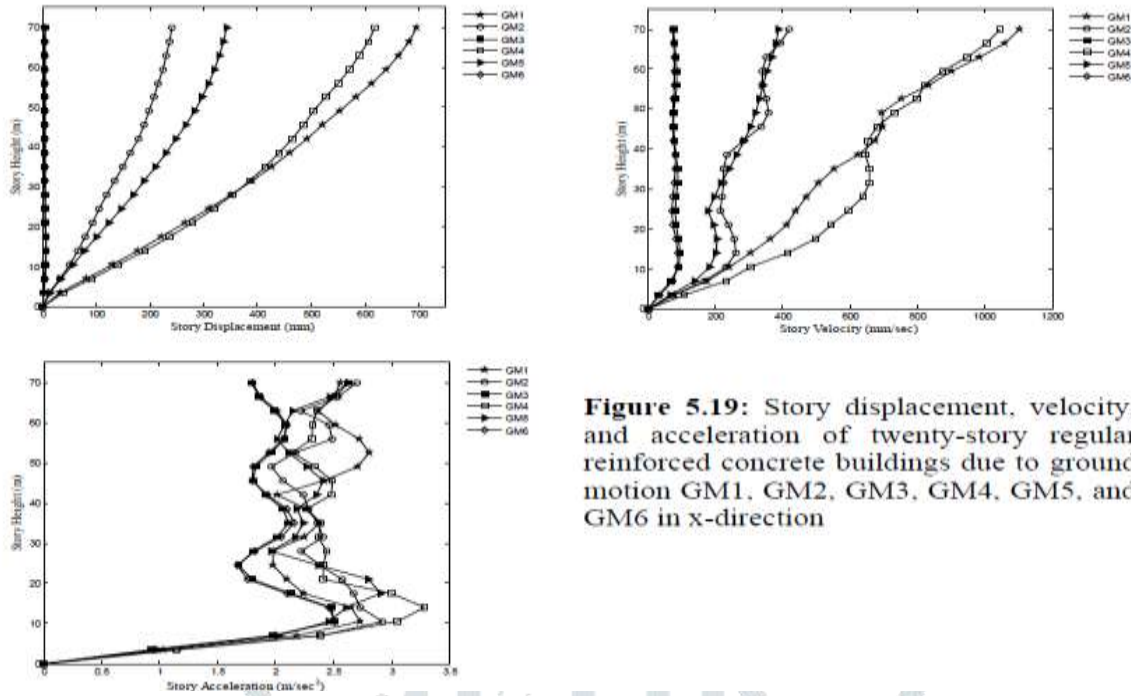 GM1
GM2
GM3
GM4
GM5
GM6
70
60
50
40
30
20
10
0
Story Height (m)
0 100 200 300 400 500 600 700
Story Displacement (mm)
GM1
GM2
GM3
GM4
GM5
GM6
70
60
50
40
30
20
10
0
Story Height (m)
0 200 400 600 800 1000 1200
Story Velocity (mm/sec)
GM1
GM2
GM3
GM4
GM5
GM6
70
60
50
40
30
20
10
0
Story Height (m)
0 0.5 1 1.5 2 2.5 3 3.5
Story Acceleration (m/sec²)
Figure 5.19: Story displacement, velocity
and acceleration of twenty-story regular
reinforced concrete buildings due to ground
motion GM1, GM2, GM3, GM4, GM5, and
GM6 in x-direction